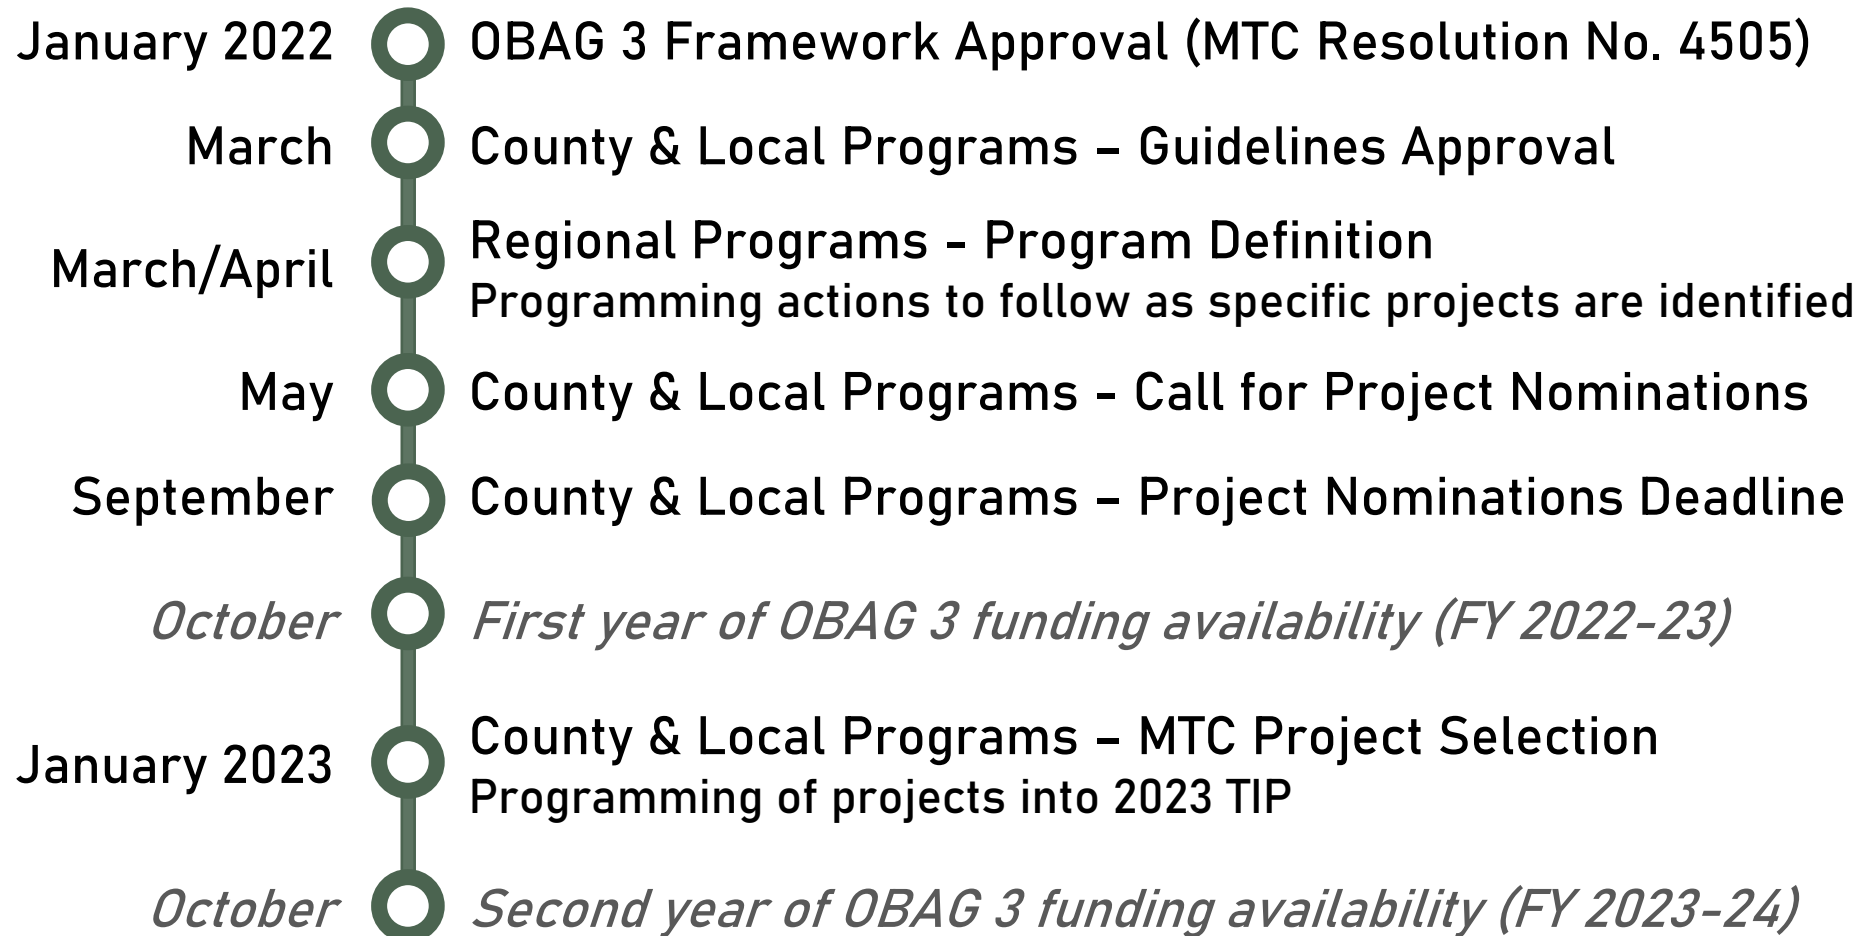 January 2022 OBAG 3 Framework Approval (MTC Resolution No. 4505)
March County & Local Programs – Guidelines Approval
March/April Regional Programs - Program Definition
Programming actions to follow as specific projects are identified
May County & Local Programs - Call for Project Nominations
September County & Local Programs – Project Nominations Deadline
October First year of OBAG 3 funding availability (FY 2022-23)
January 2023 County & Local Programs – MTC Project Selection
Programming of projects into 2023 TIP
October Second year of OBAG 3 funding availability (FY 2023-24)